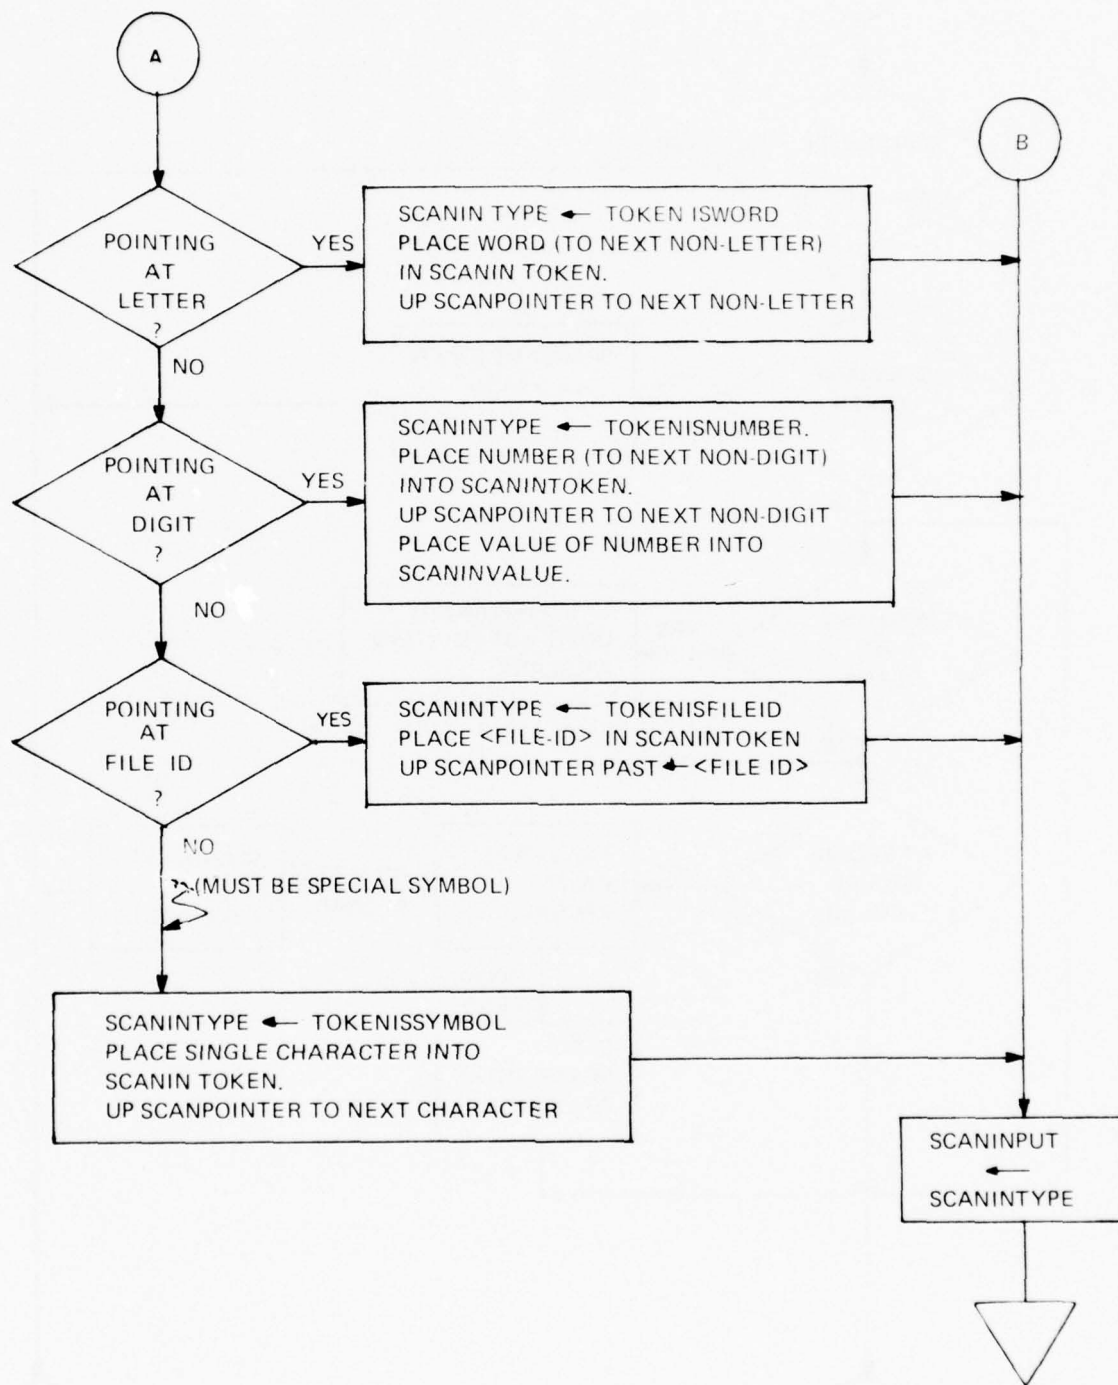 A
B
POINTING
AT
LETTER
?
YES
SCANIN TYPE ← TOKEN ISWORD
PLACE WORD (TO NEXT NON-LETTER)
IN SCANIN TOKEN.
UP SCANPOINTER TO NEXT NON-LETTER
NO
POINTING
AT
DIGIT
?
YES
SCANINTYPE ← TOKENISNUMBER.
PLACE NUMBER (TO NEXT NON-DIGIT)
INTO SCANINTOKEN.
UP SCANPOINTER TO NEXT NON-DIGIT
PLACE VALUE OF NUMBER INTO
SCANINVALUE.
NO
POINTING
AT
FILE ID
?
YES
SCANINTYPE ← TOKENISFILEID
PLACE <FILE-ID> IN SCANINTOKEN
UP SCANPOINTER PAST ← <FILE ID>
NO
(MUST BE SPECIAL SYMBOL)
SCANINTYPE ← TOKENISSYMBOL
PLACE SINGLE CHARACTER INTO
SCANIN TOKEN.
UP SCANPOINTER TO NEXT CHARACTER
SCANINPUT
←
SCANINTYPE